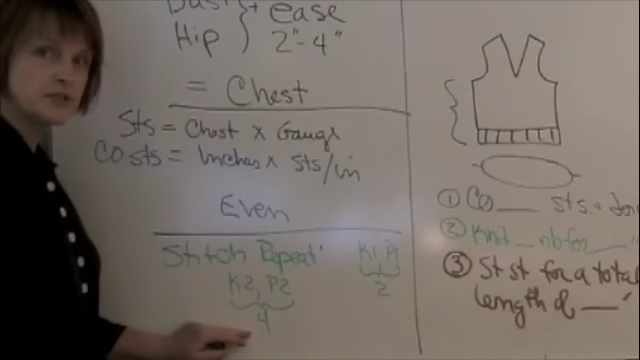 Bust
Hip } + ease
2"-4"
= Chest
Sts = Chest x Gauge
CO sts = Inches x sts/in
Even
Stitch Repeat
K2, P2
4
K1, P1
2
① CO ___ sts.
② Knit __ rib for ___
③ St st for a total
length of ___"